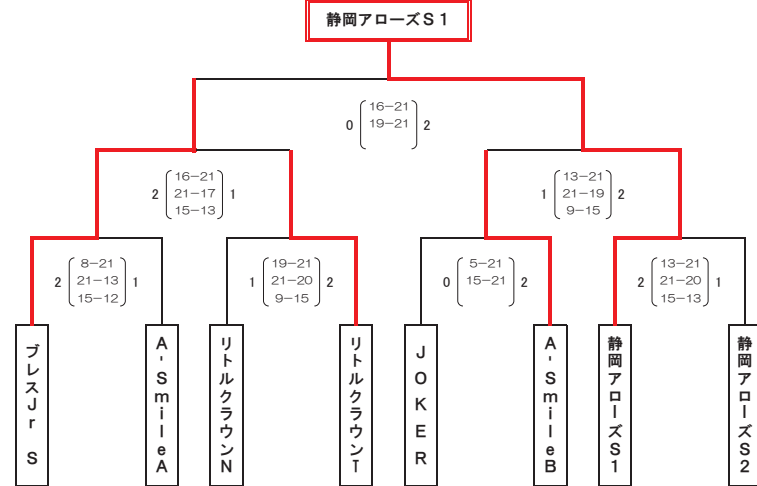 静岡アローズS1
0 16-21 2
19-21
2 16-21 1
21-17
15-13
1 13-21 2
21-19
9-15
2 8-21 1
21-13
15-12
1 19-21 2
21-20
9-15
0 5-21 2
15-21
2 13-21 1
21-20
15-13
ブレスJr S
A'SmileA
リトルクラウンN
リトルクラウンT
JOKER
A'SmileB
静岡アローズS1
静岡アローズS2